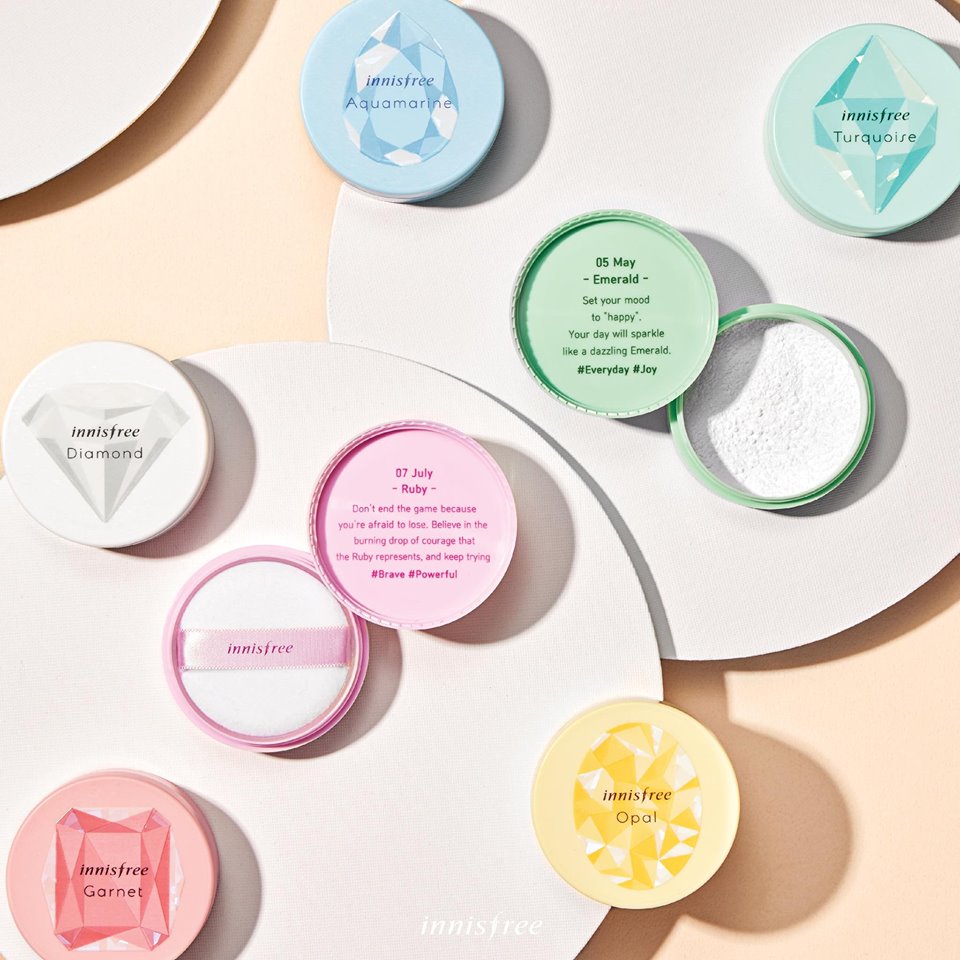 innisfree
Aquamarine
innisfree
Turquoise
05 May
- Emerald -
Set your mood
to "happy".
Your day will sparkle
like a dazzling Emerald.
#Everyday #Joy
innisfree
Diamond
07 July
- Ruby -
Don't end the game because
you're afraid to lose. Believe in the
burning drop of courage that
the Ruby represents, and keep trying
#Brave #Powerful
innisfree
innisfree
Opal
innisfree
Garnet
innisfree